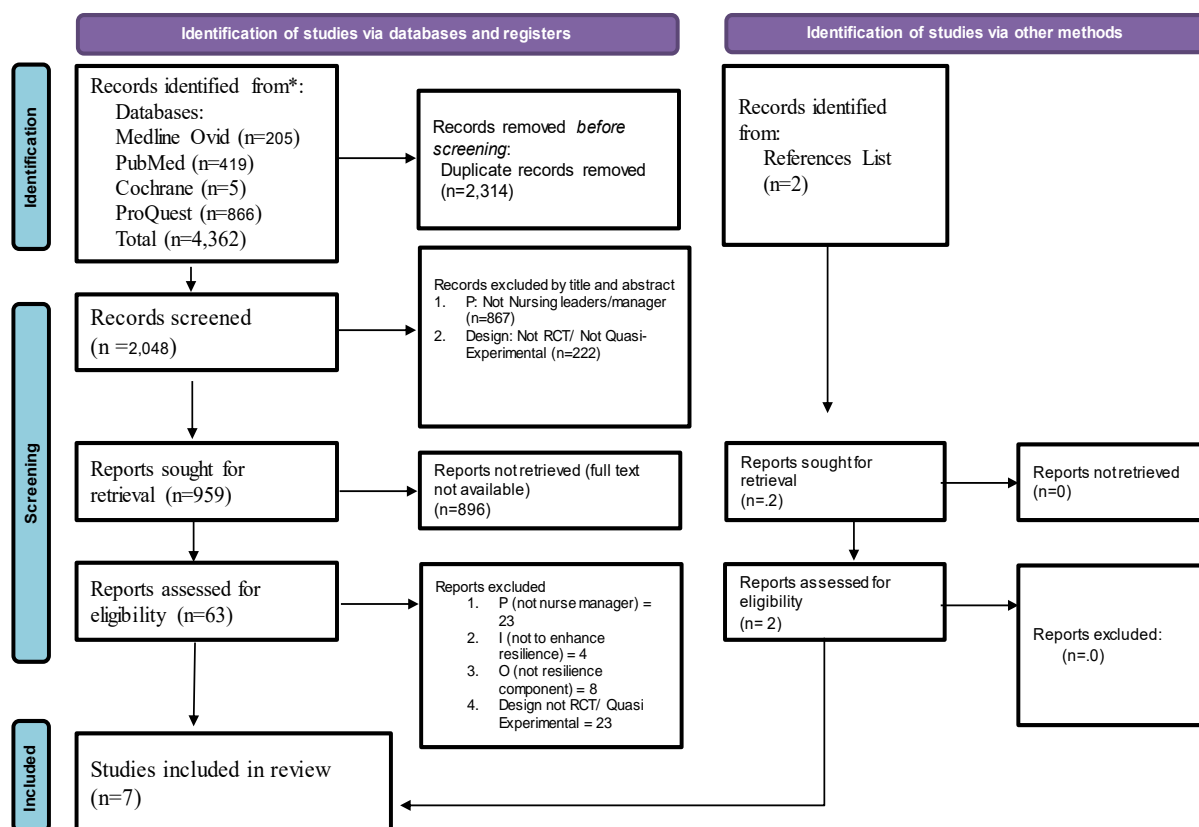 Identification of studies via databases and registers
Identification of studies via other methods
Identification
Records identified from*:
Databases:
Medline Ovid (n=205)
PubMed (n=419)
Cochrane (n=5)
ProQuest (n=866)
Total (n=4,362)
Records removed before
screening:
Duplicate records removed
(n=2,314)
Records identified
from:
References List
(n=2)
Screening
Records screened
(n =2,048)
Records excluded by title and abstract
1. P: Not Nursing leaders/manager
(n=867)
2. Design: Not RCT/ Not Quasi-
Experimental (n=222)
Reports sought for
retrieval (n=959)
Reports not retrieved (full text
not available)
(n=896)
Reports sought for
retrieval
(n=.2)
Reports not retrieved
(n=0)
Reports assessed for
eligibility (n=63)
Reports excluded
1. P (not nurse manager) =
23
2. I (not to enhance
resilience) = 4
3. O (not resilience
component) = 8
4. Design not RCT/ Quasi
Experimental = 23
Reports assessed for
eligibility
(n= 2)
Reports excluded:
(n=.0)
Included
Studies included in review
(n=7)